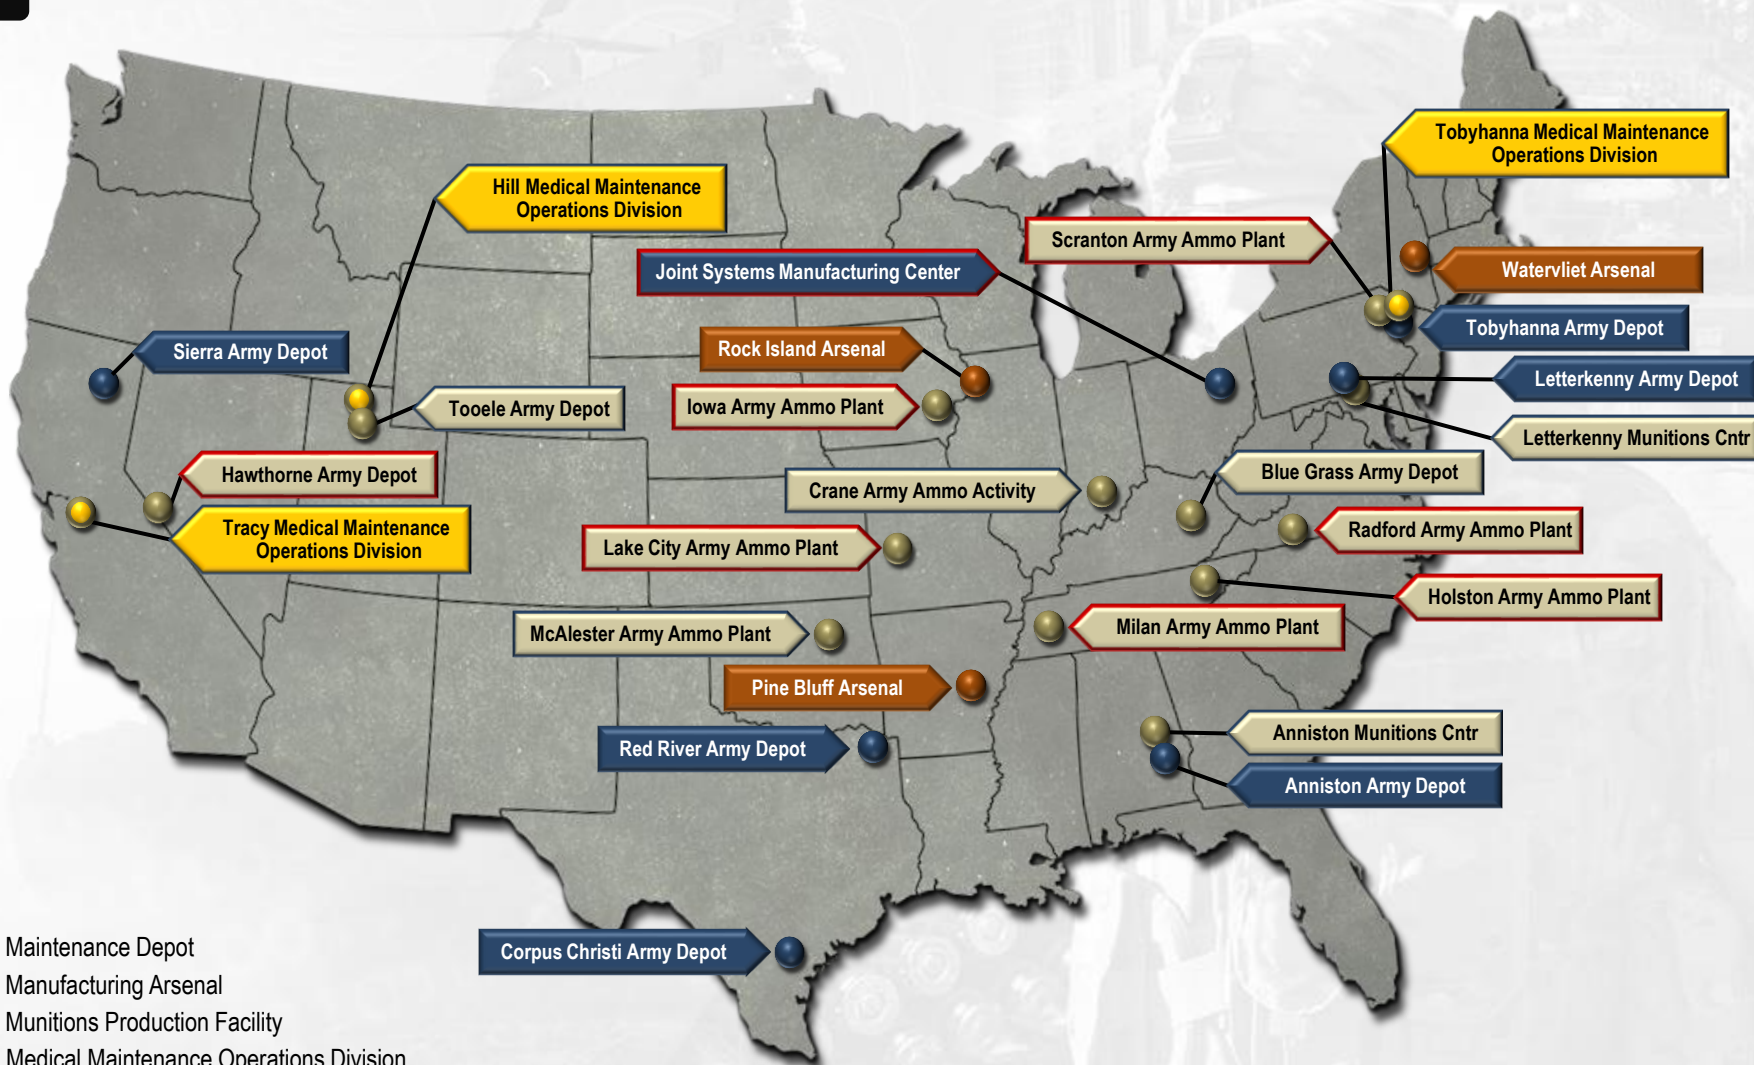 Tobyhanna Medical Maintenance
Operations Division
Hill Medical Maintenance
Operations Division
Scranton Army Ammo Plant
Joint Systems Manufacturing Center
Watervliet Arsenal
Tobyhanna Army Depot
Sierra Army Depot
Rock Island Arsenal
Letterkenny Army Depot
Tooele Army Depot
Iowa Army Ammo Plant
Letterkenny Munitions Cntr
Hawthorne Army Depot
Blue Grass Army Depot
Crane Army Ammo Activity
Tracy Medical Maintenance
Operations Division
Radford Army Ammo Plant
Lake City Army Ammo Plant
Holston Army Ammo Plant
McAlester Army Ammo Plant
Milan Army Ammo Plant
Pine Bluff Arsenal
Anniston Munitions Cntr
Red River Army Depot
Anniston Army Depot
Corpus Christi Army Depot
Maintenance Depot
Manufacturing Arsenal
Munitions Production Facility
Medical Maintenance Operations Division